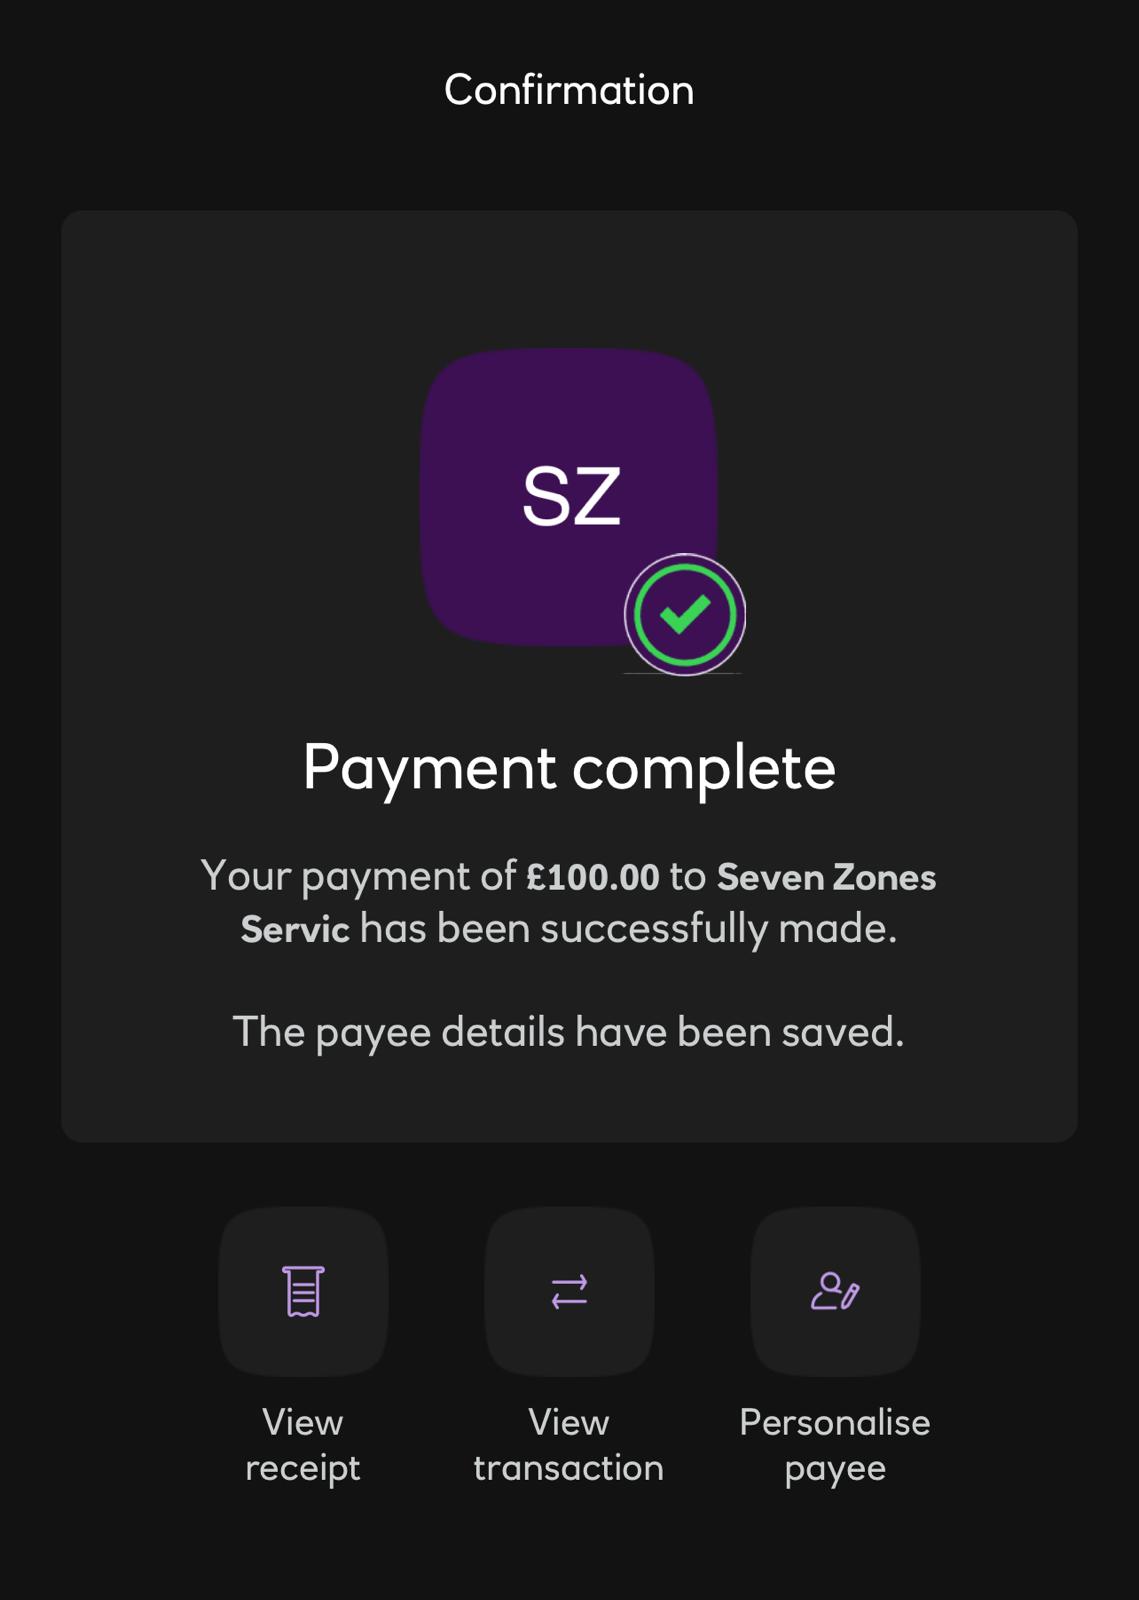 Confirmation
SZ
Payment complete
Your payment of £100.00 to Seven Zones
Servic has been successfully made.
The payee details have been saved.
View
receipt
View
transaction
Personalise
payee